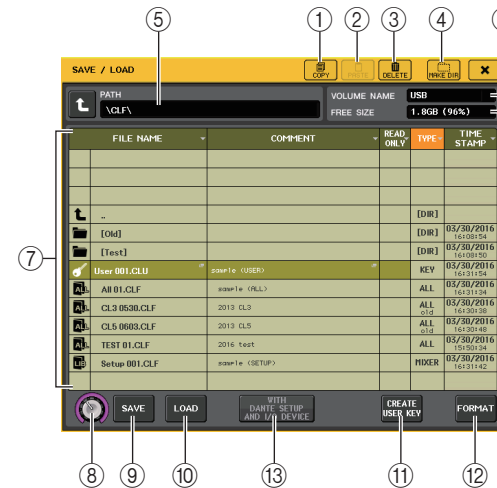 ⑤ ① ② ③ ④
SAVE / LOAD COPY PASTE DELETE MAKE DIR ×
PATH VOLUME NAME USB
\CLF\ FREE SIZE 1.8GB (96%)
FILE NAME COMMENT READ ONLY TYPE TIME STAMP
.. [DIR]
[Old] [DIR] 03/30/2016 16:08:54
[Test] [DIR] 03/30/2016 16:08:50
User 001.CLU sample (USER) KEY 03/30/2016 16:31:54
ALL All 01.CLF sample (ALL) ALL 03/30/2016 16:31:34
ALL CL3 0530.CLF 2013 CL3 ALL old 03/30/2016 16:30:38
ALL CL5 0603.CLF 2013 CL5 ALL old 03/30/2016 16:30:48
ALL TEST 01.CLF 2016 test ALL 03/30/2016 15:50:34
LIB Setup 001.CLF sample (SETUP) MIXER 03/30/2016 16:31:42
⑦
SAVE LOAD WITH DANTE SETUP AND I/O DEVICE CREATE USER KEY FORMAT
⑧ ⑨ ⑩ ⑬ ⑪ ⑫